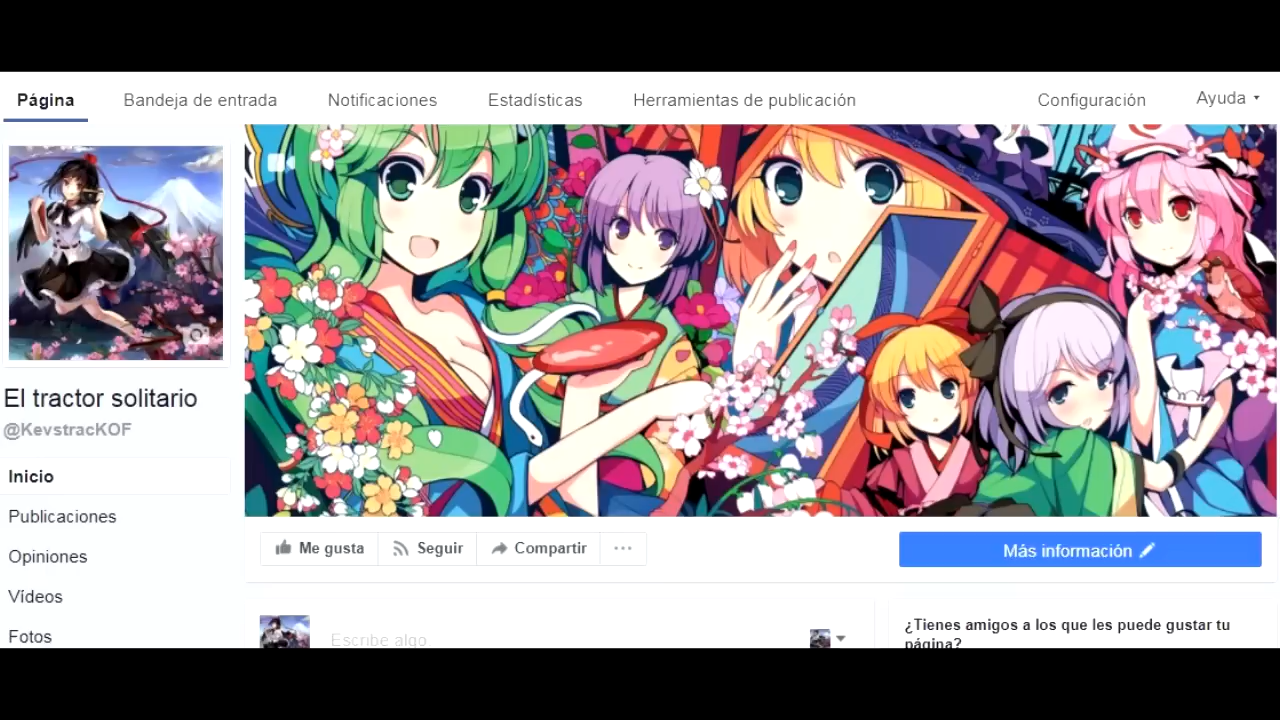 Página Bandeja de entrada Notificaciones Estadísticas Herramientas de publicación Configuración Ayuda
El tractor solitario
@KevstracKOF
Inicio
Publicaciones
Opiniones
Vídeos
Fotos
Me gusta Seguir Compartir ...
Más información
Escribe algo
¿Tienes amigos a los que les puede gustar tu
página?